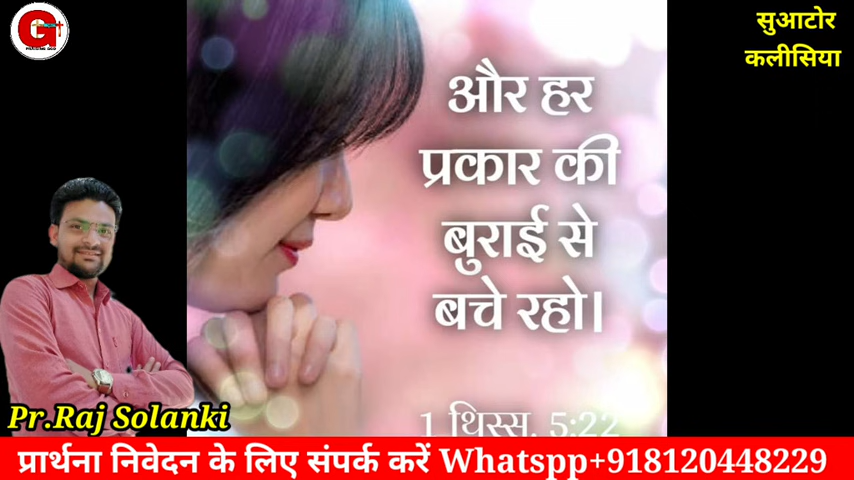 सुआटोर
कलीसिया
और हर
प्रकार की
बुराई से
बचे रहो।
1 थिस्स. 5:22
Pr.Raj Solanki
प्रार्थना निवेदन के लिए संपर्क करें Whatspp+918120448229